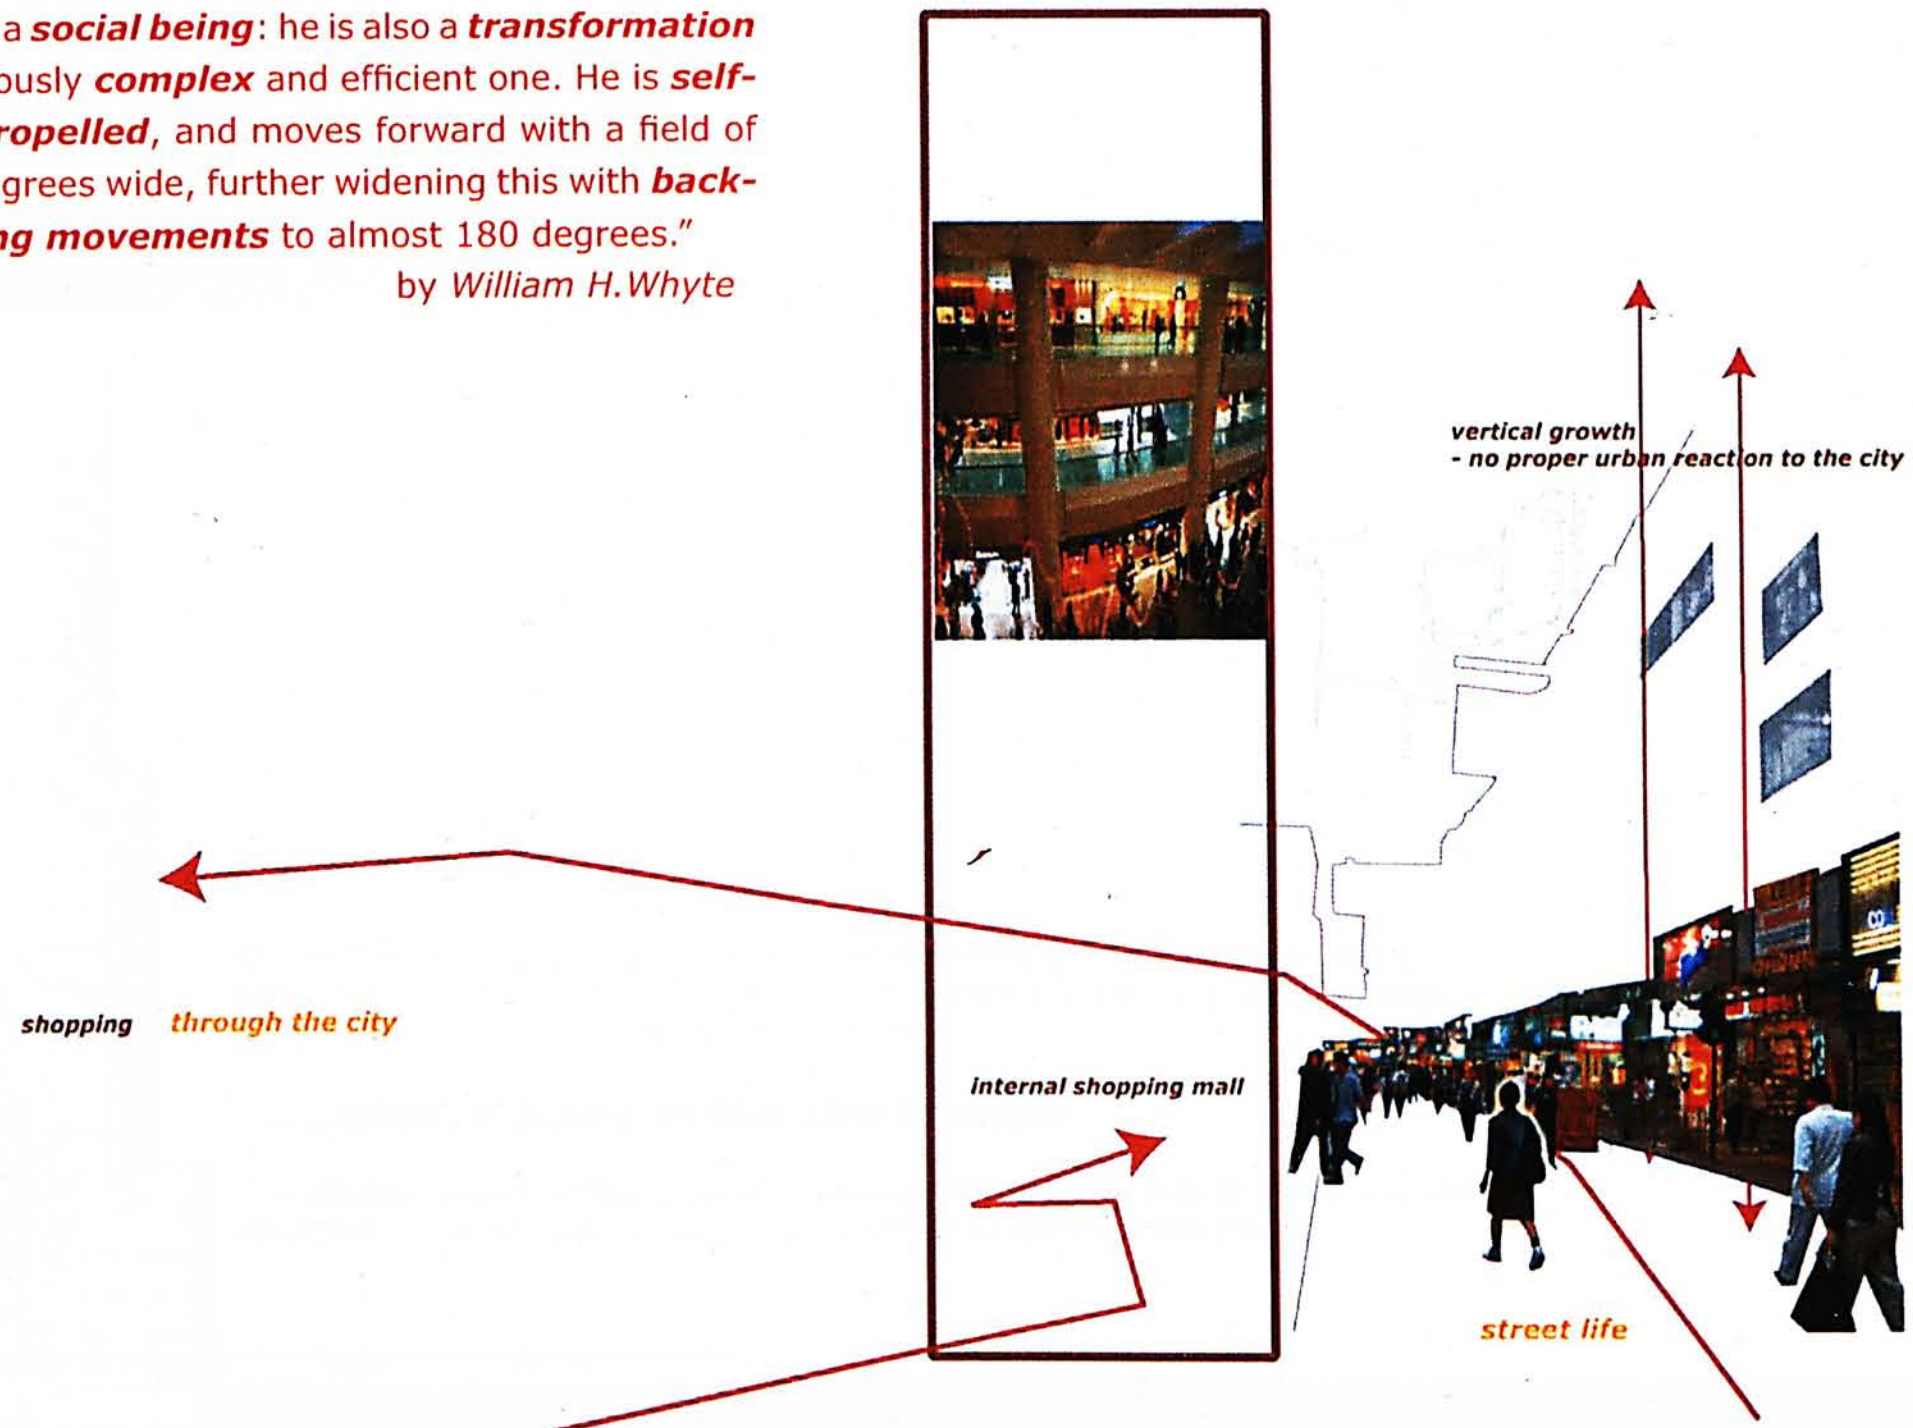 a social being: he is also a transformation
ously complex and efficient one. He is self-
ropelled, and moves forward with a field of
grees wide, further widening this with back-
ng movements to almost 180 degrees."
by William H.Whyte
vertical growth
- no proper urban reaction to the city
shopping through the city
internal shopping mall
street life